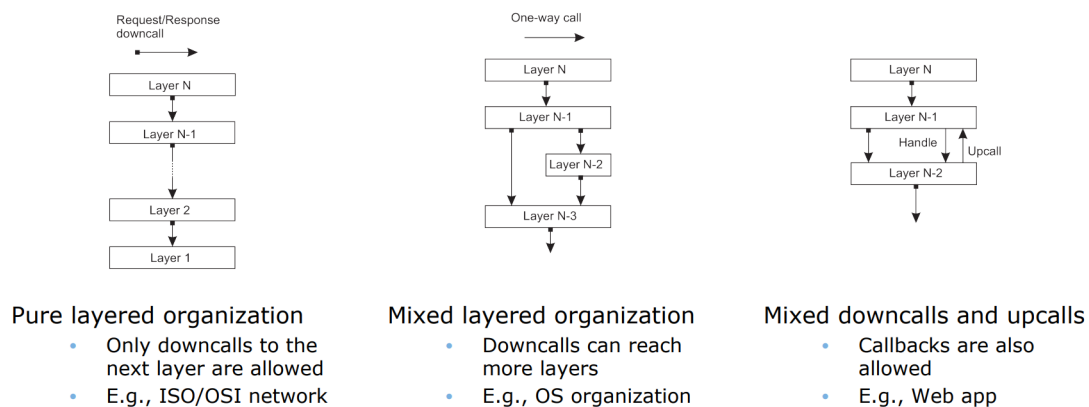 Request/Response
downcall
Layer N
Layer N-1
Layer 2
Layer 1
One-way call
Layer N
Layer N-1
Layer N-2
Layer N-3
Layer N
Layer N-1
Handle
Upcall
Layer N-2
Pure layered organization
• Only downcalls to the
next layer are allowed
• E.g., ISO/OSI network
Mixed layered organization
• Downcalls can reach
more layers
• E.g., OS organization
Mixed downcalls and upcalls
• Callbacks are also
allowed
• E.g., Web app